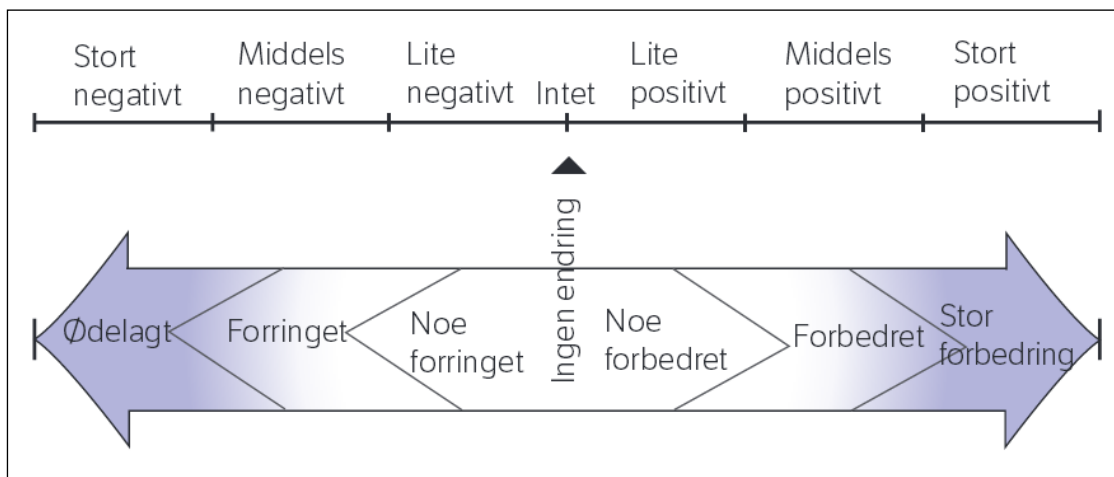 Stort
negativt
Middels
negativt
Lite
negativt
Intet
Lite
positivt
Middels
positivt
Stort
positivt
Ingen endring
Ødelagt
Forringet
Noe
forringet
Noe
forbedret
Forbedret
Stor
forbedring